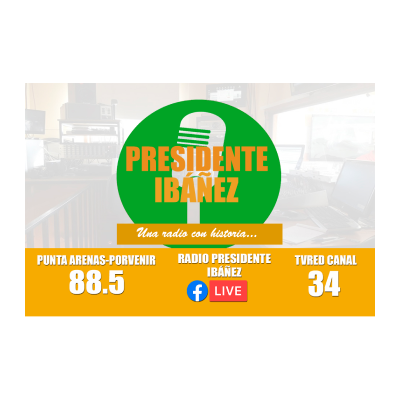 PRESIDENTE
IBÁÑEZ
Una radio con historia...
PUNTA ARENAS-PORVENIR
88.5
RADIO PRESIDENTE
IBÁÑEZ
LIVE
TVRED CANAL
34